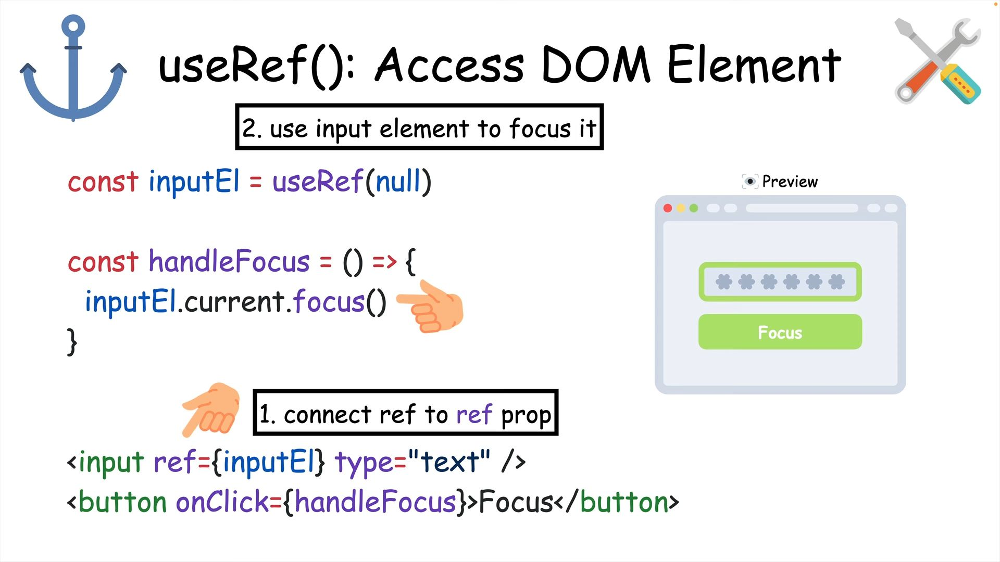 useRef(): Access DOM Element
2. use input element to focus it
const inputEl = useRef(null)
const handleFocus = () => {
inputEl.current.focus()
}
1. connect ref to ref prop
<input ref={inputEl} type="text" />
<button onClick={handleFocus}>Focus</button>
Preview
Focus